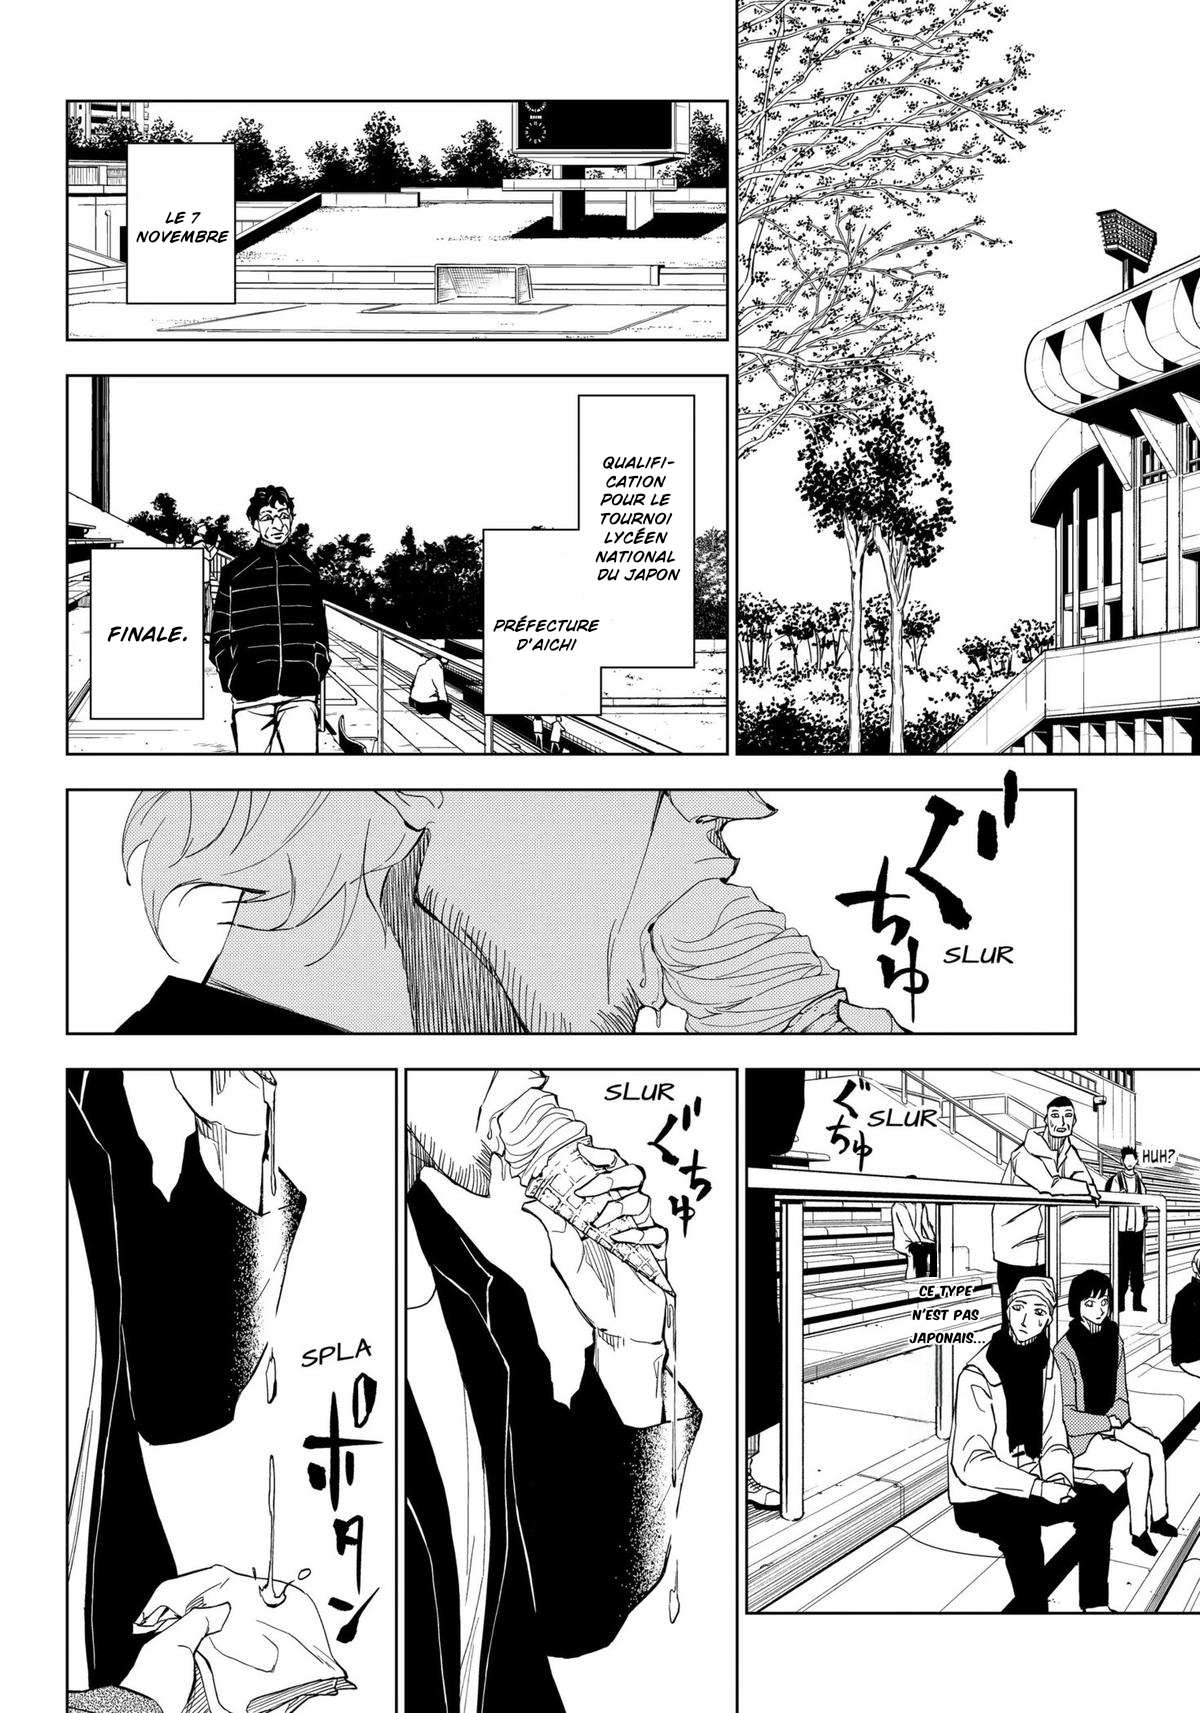 LE 7
NOVEMBRE
QUALIFI-
CATION
POUR LE
TOURNOI
LYCÉEN
NATIONAL
DU JAPON
PRÉFECTURE
D'AICHI
FINALE.
ぐちゅ
SLUR
ぐちゅ
SLUR
HUH?
CE TYPE
N'EST PAS
JAPONAIS...
SLUR
ぐちゅ
SPLA
ポタン